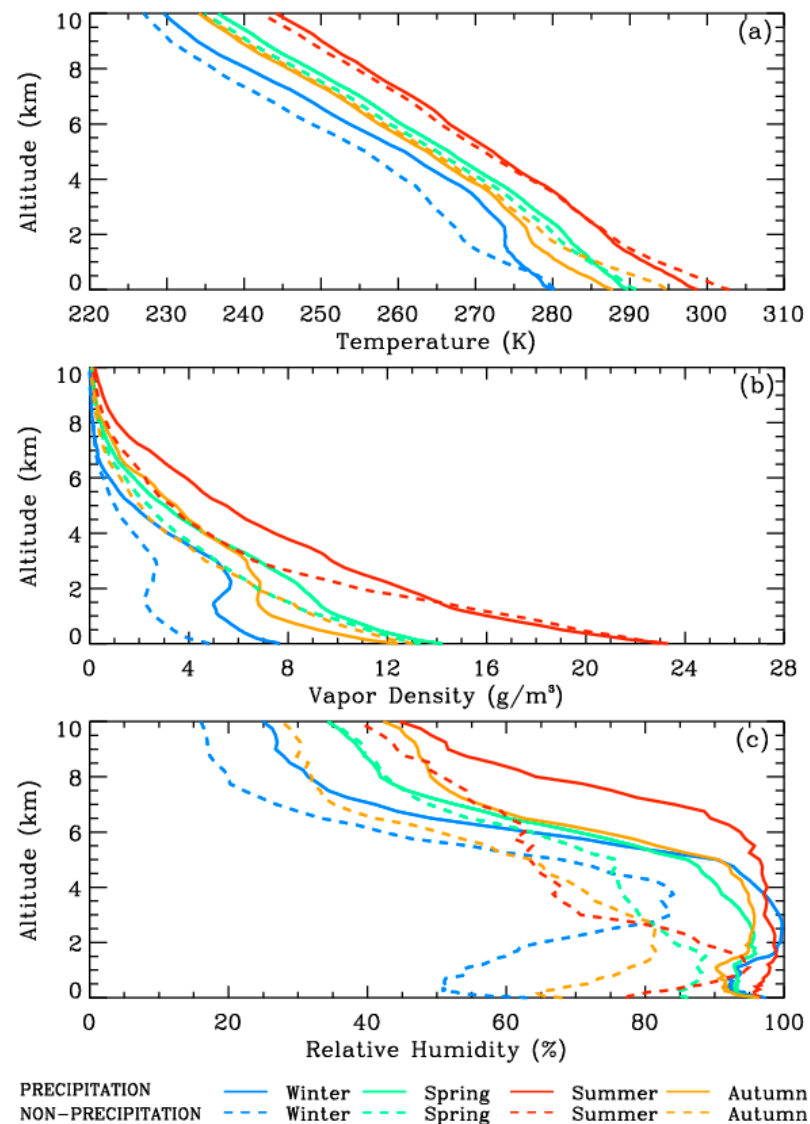 10
(a)
8
6
4
2
0
Altitude (km)
220 230 240 250 260 270 280 290 300 310
Temperature (K)
10
(b)
8
6
4
2
0
Altitude (km)
0 4 8 12 16 20 24 28
Vapor Density (g/m³)
10
(c)
8
6
4
2
0
Altitude (km)
0 20 40 60 80 100
Relative Humidity (%)
PRECIPITATION Winter Spring Summer Autumn
NON-PRECIPITATION Winter Spring Summer Autumn